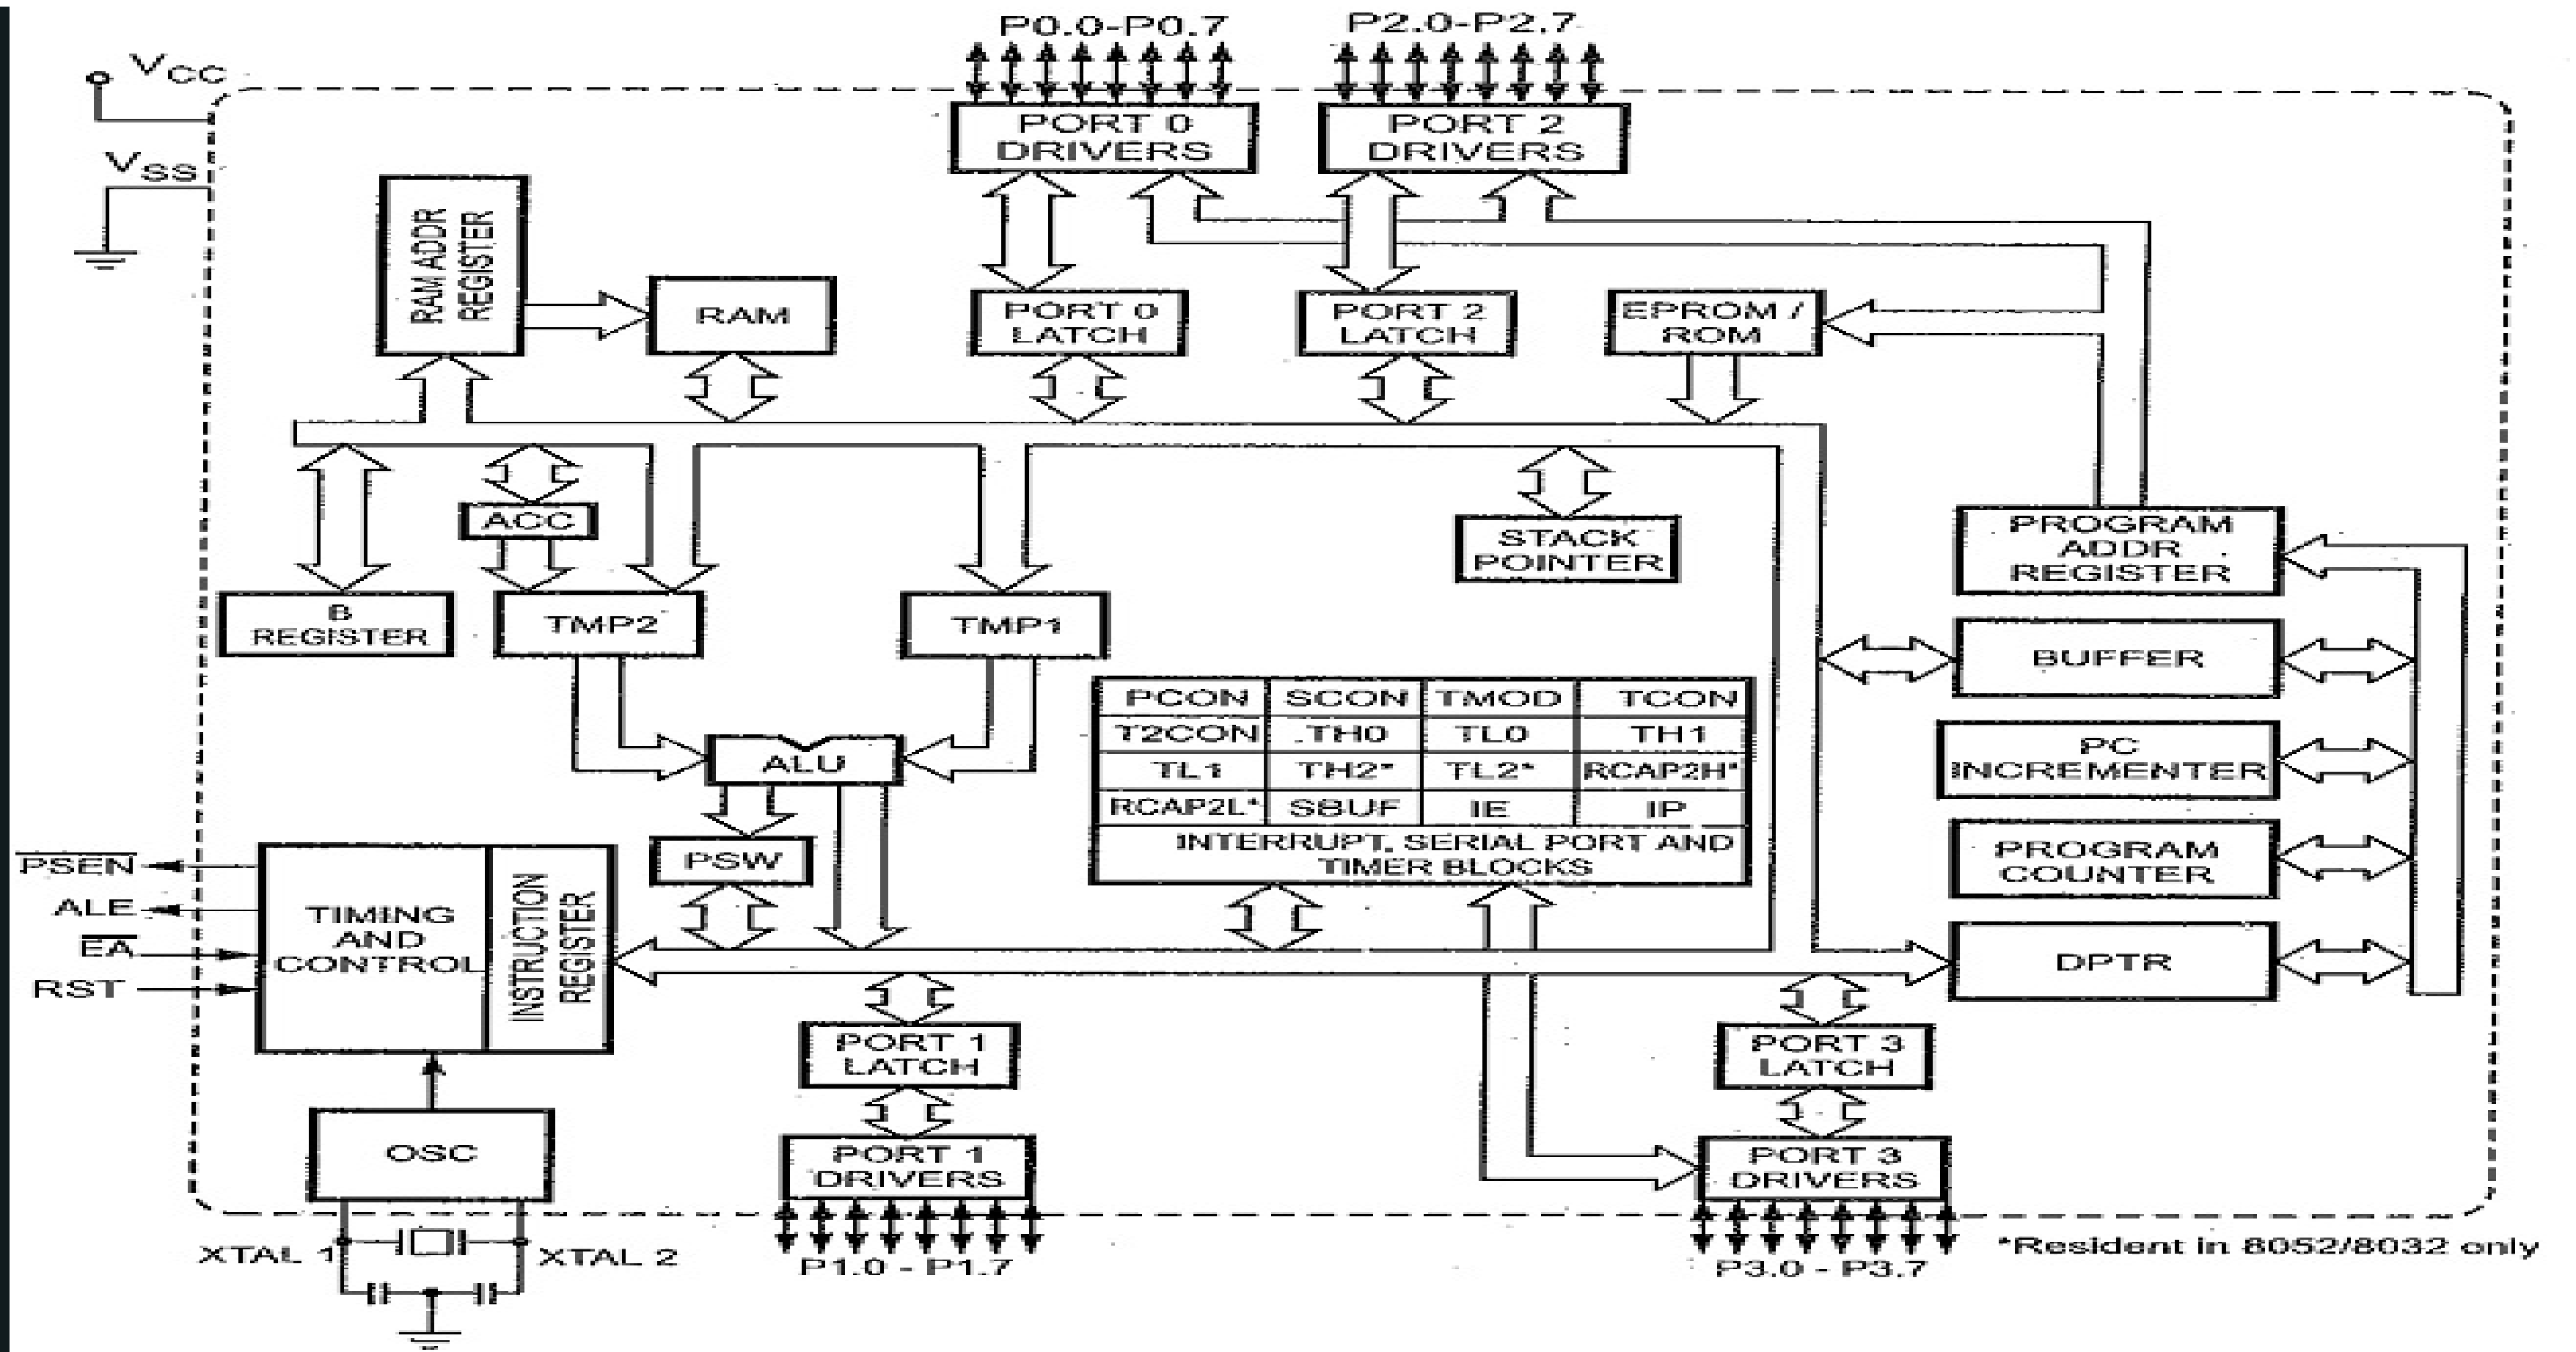 P0.0-P0.7
P2.0-P2.7
VCC
VSS
PORT 0
DRIVERS
PORT 2
DRIVERS
RAM ADDR
REGISTER
RAM
PORT 0
LATCH
PORT 2
LATCH
EPROM /
ROM
ACC
STACK
POINTER
PROGRAM
ADDR
REGISTER
B
REGISTER
TMP2
TMP1
BUFFER
PCON SCON TMOD TCON
T2CON TH0 TL0 TH1
TL1 TH2* TL2* RCAP2H*
RCAP2L* SBUF IE IP
INTERRUPT, SERIAL PORT AND
TIMER BLOCKS
ALU
PC
INCREMENTER
PSW
PROGRAM
COUNTER
PSEN
ALE
EA
RST
TIMING
AND
CONTROL
INSTRUCTION
REGISTER
DPTR
PORT 1
LATCH
PORT 3
LATCH
OSC
PORT 1
DRIVERS
PORT 3
DRIVERS
XTAL 1
XTAL 2
P1.0 - P1.7
P3.0 - P3.7
*Resident in 8052/8032 only